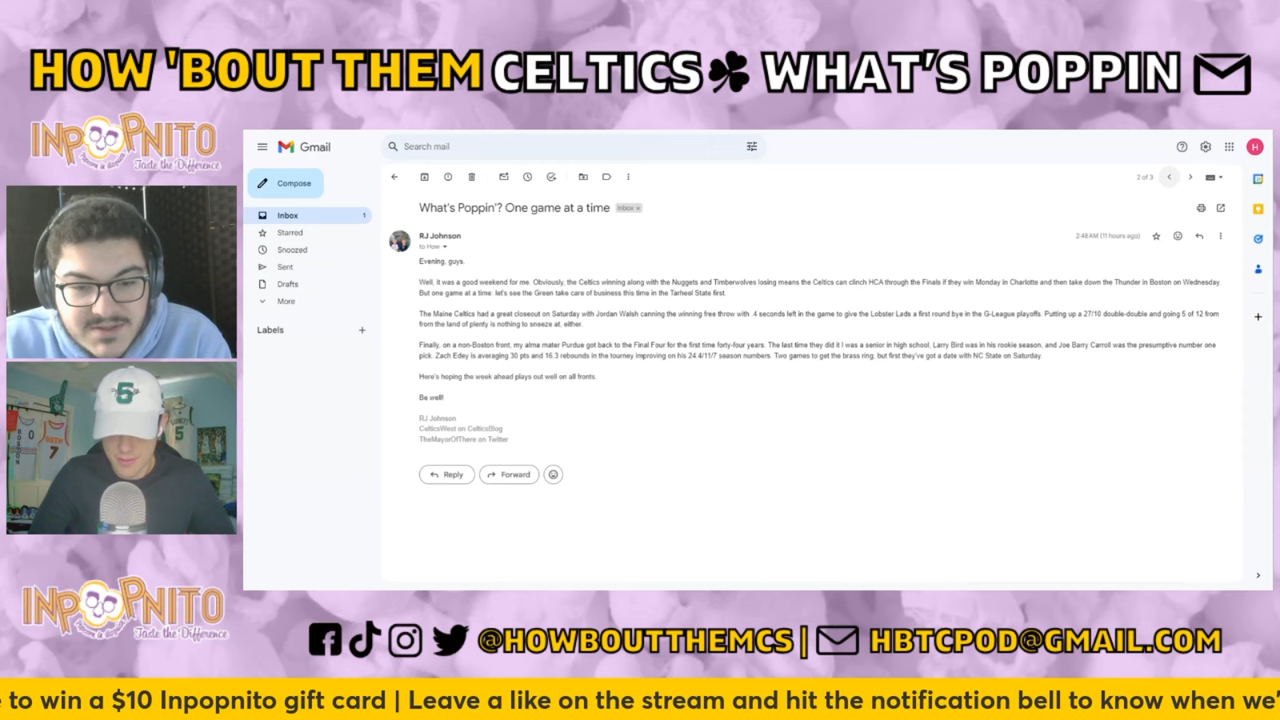 HOW 'BOUT THEM CELTICS WHAT'S POPPIN
INPOPNITO
Taste the Difference
Gmail
Search mail
H
Compose
2 of 3
Inbox 1
Starred
Snoozed
Sent
Drafts
More
Labels
What's Poppin'? One game at a time Inbox x
RJ Johnson
2:48 AM (11 hours ago)
to How
Evening, guys.
Well, it was a good weekend for me. Obviously, the Celtics winning along with the Nuggets and Timberwolves losing means the Celtics can clinch HCA through the Finals if they win Monday in Charlotte and then take down the Thunder in Boston on Wednesday.
But one game at a time: let's see the Green take care of business this time in the Tarheel State first.
The Maine Celtics had a great closeout on Saturday with Jordan Walsh canning the winning free throw with .4 seconds left in the game to give the Lobster Lads a first round bye in the G-League playoffs. Putting up a 27/10 double-double and going 5 of 12 from
from the land of plenty is nothing to sneeze at, either.
Finally, on a non-Boston front, my alma mater Purdue got back to the Final Four for the first time forty-four years. The last time they did it I was a senior in high school, Larry Bird was in his rookie season, and Joe Barry Carroll was the presumptive number one
pick. Zach Edey is averaging 30 pts and 16.3 rebounds in the tourney improving on his 24.4/11/7 season numbers. Two games to get the brass ring, but first they've got a date with NC State on Saturday.
Here's hoping the week ahead plays out well on all fronts.
Be well!
RJ Johnson
CelticsWest on CelticsBlog
TheMayorOfThere on Twitter
Reply
Forward
5
0
7
5
INPOPNITO
Taste the Difference
@HOWBOUTTHEMCS | HBTCPOD@GMAIL.COM
to win a $10 Inpopnito gift card | Leave a like on the stream and hit the notification bell to know when we'